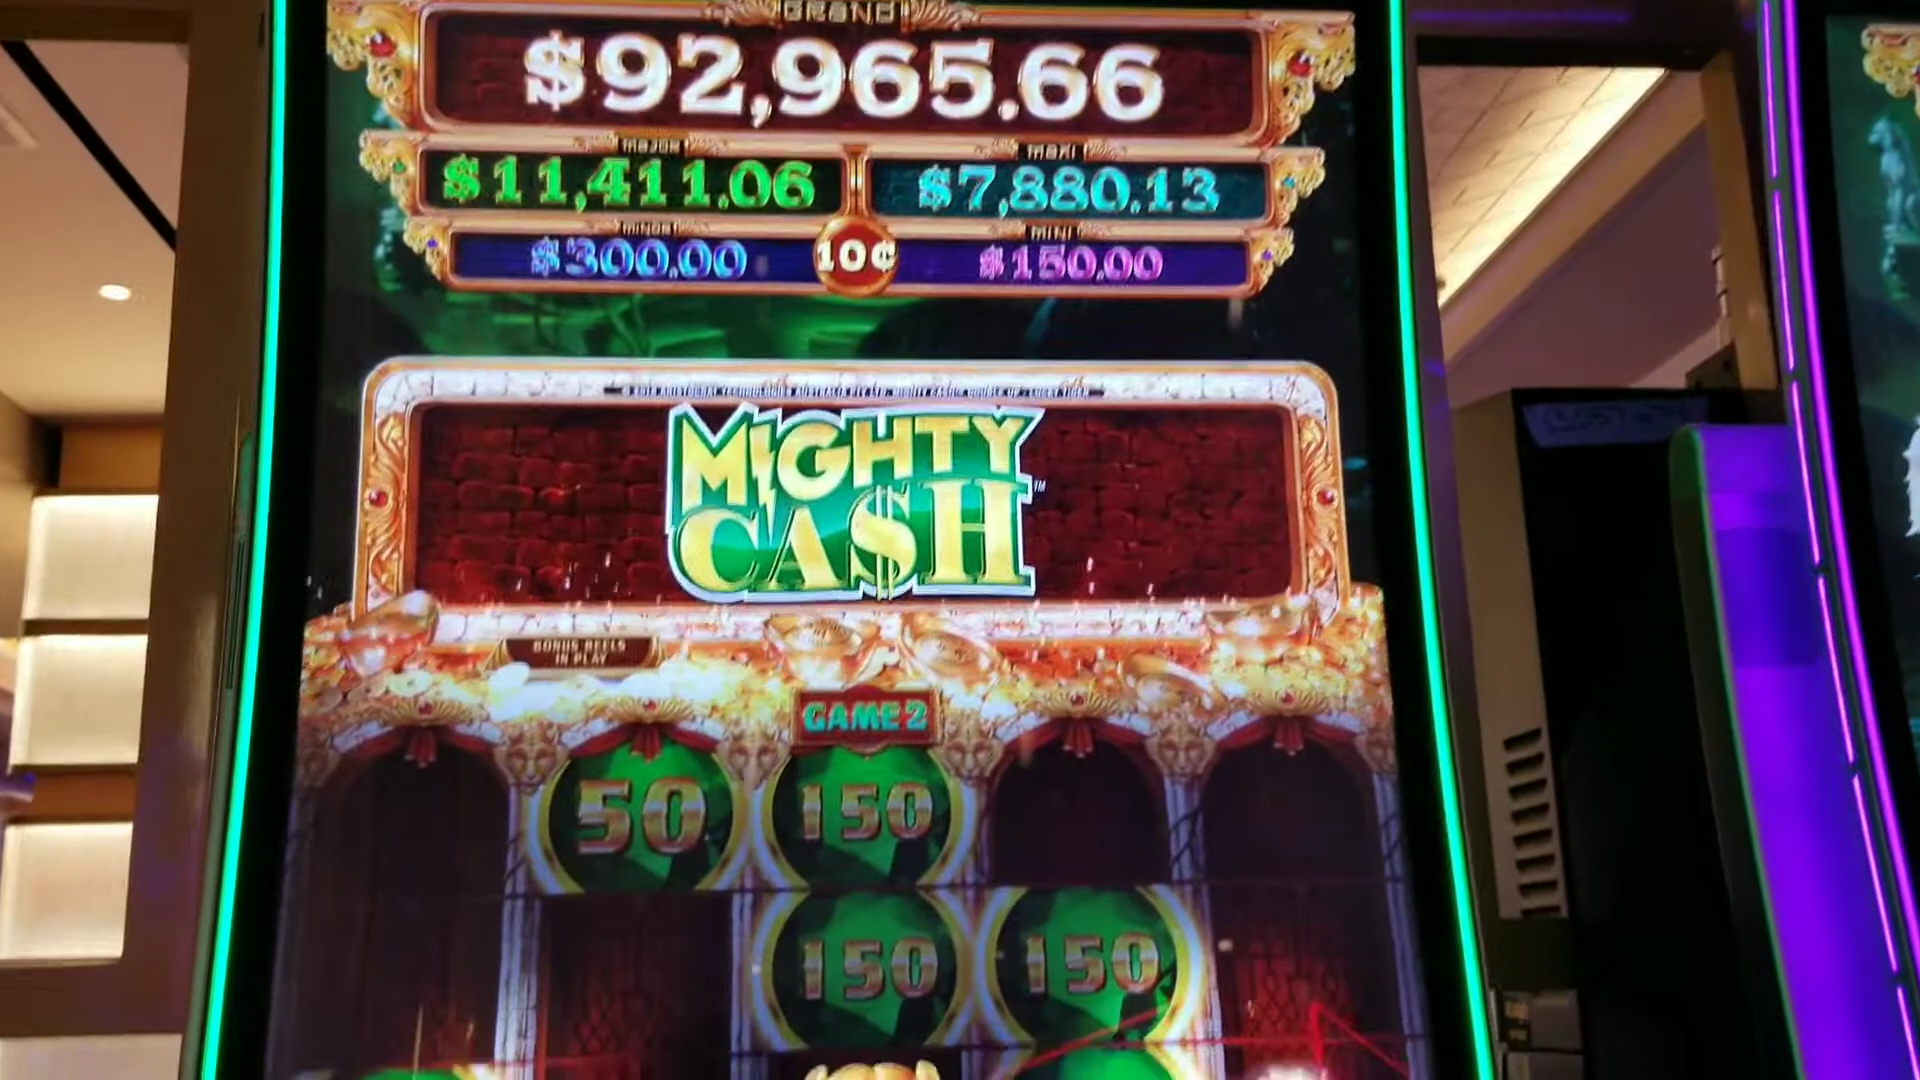 GRAND
$92,965.66
MAJOR
MAXI
$11,411.06
$7,880.13
MINOR
MINI
$300.00
10¢
$150.00
MIGHTY
CA$H™
BONUS REELS
IN PLAY
GAME 2
50
150
150
150